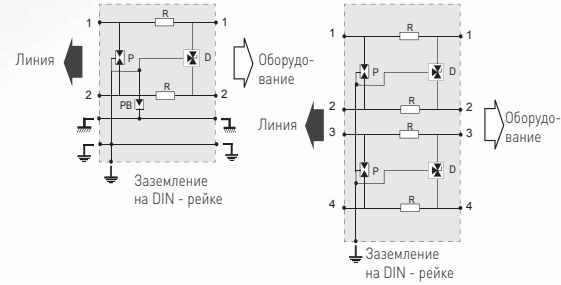 1 R 1
P D
Линия
Оборудо-
вание
R
2 2
PB
Заземление
на DIN - рейке
1 R 1
P D
R
2 2
Линия
Оборудо-
вание
3 R 3
P D
R
4 4
Заземление
на DIN - рейке